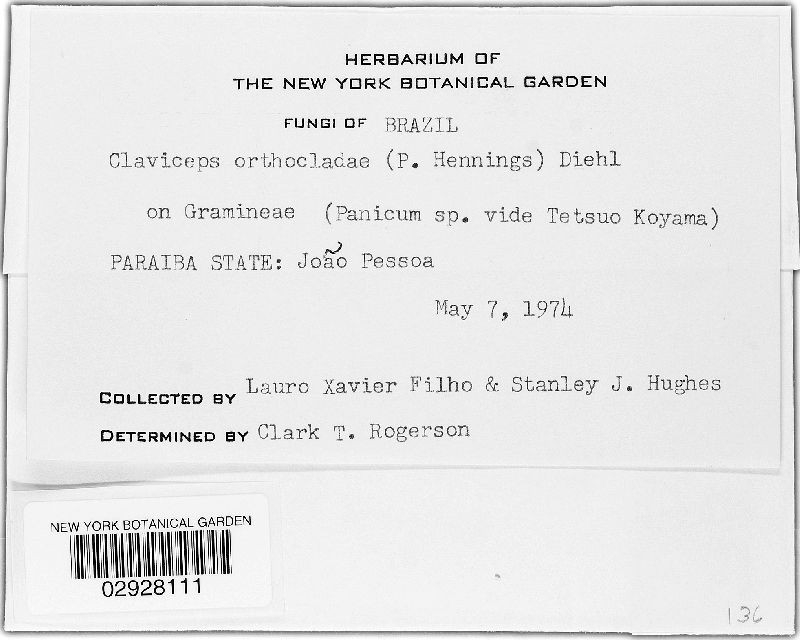 HERBARIUM OF
THE NEW YORK BOTANICAL GARDEN
FUNGI OF BRAZIL
Claviceps orthocladae (P. Hennings) Diehl
on Gramineae (Panicum sp. vide Tetsuo Koyama)
PARAIBA STATE: João Pessoa
May 7, 1974
COLLECTED BY Lauro Xavier Filho & Stanley J. Hughes
DETERMINED BY Clark T. Rogerson
NEW YORK BOTANICAL GARDEN
02928111
136